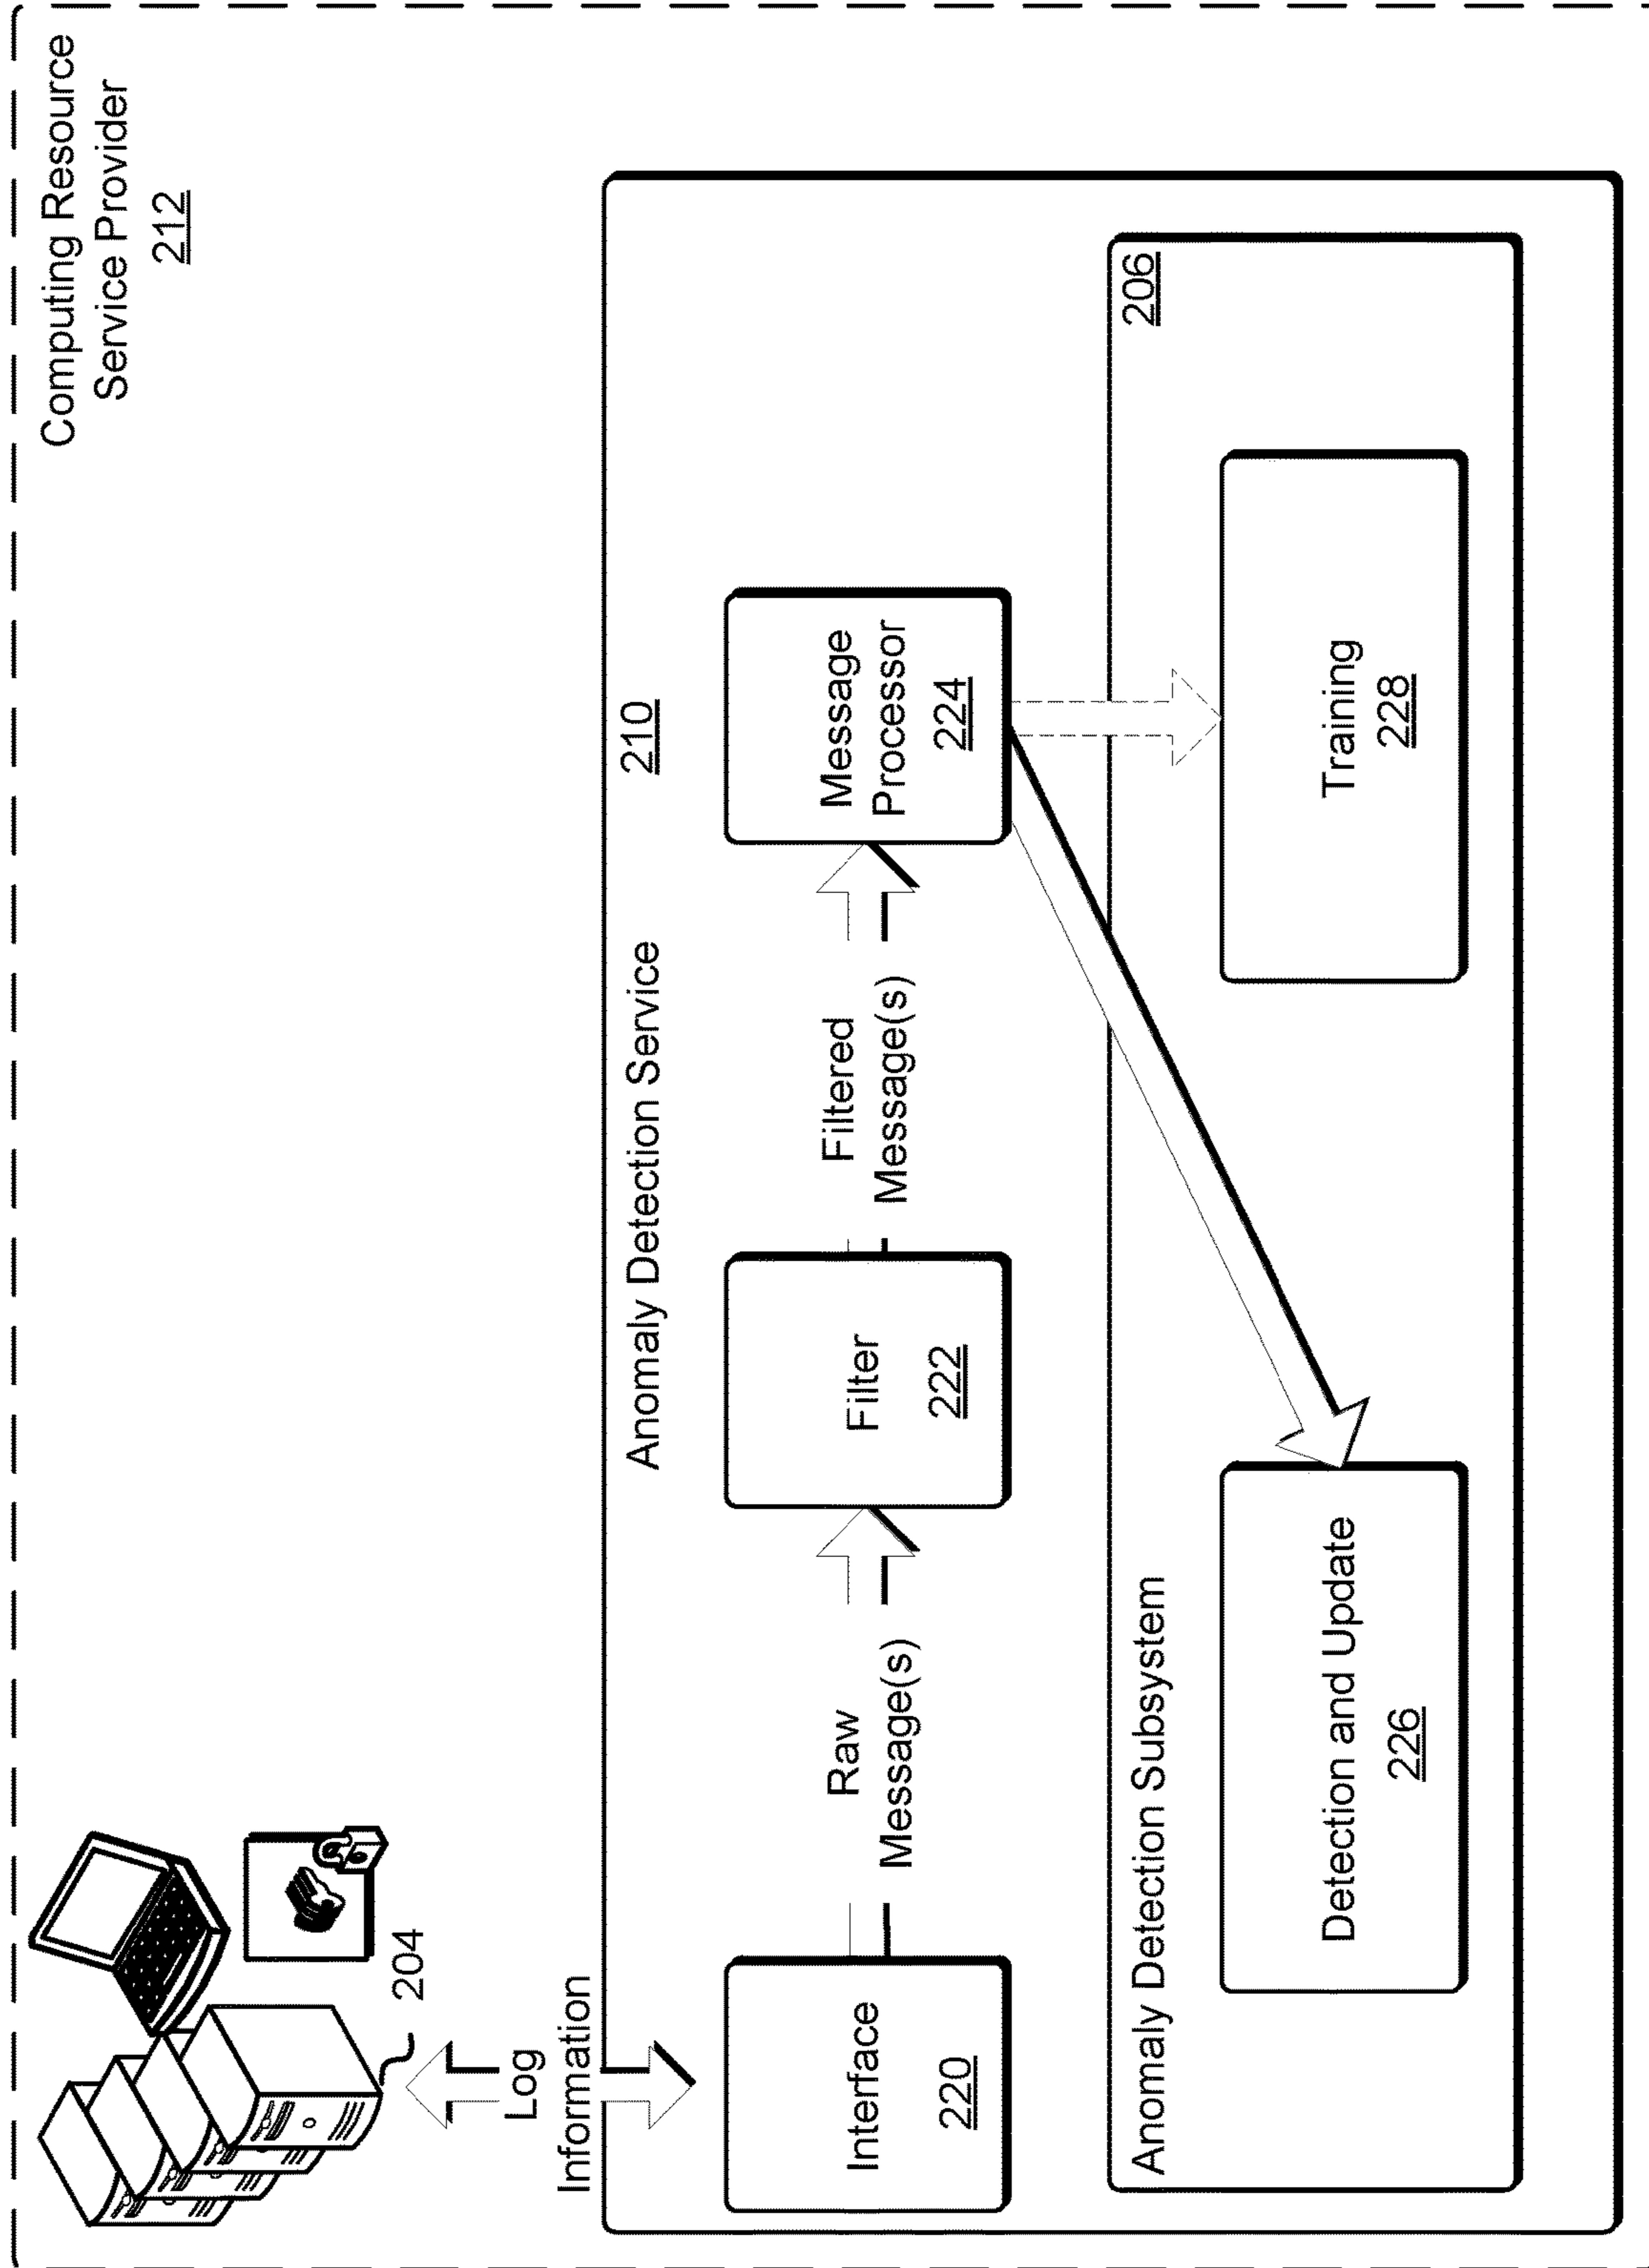 Computing Resource
Service Provider
212
204
Log
Information
Anomaly Detection Service
210
Interface
220
Raw
Message(s)
Filter
222
Filtered
Message(s)
Message
Processor
224
Anomaly Detection Subsystem
206
Detection and Update
226
Training
228